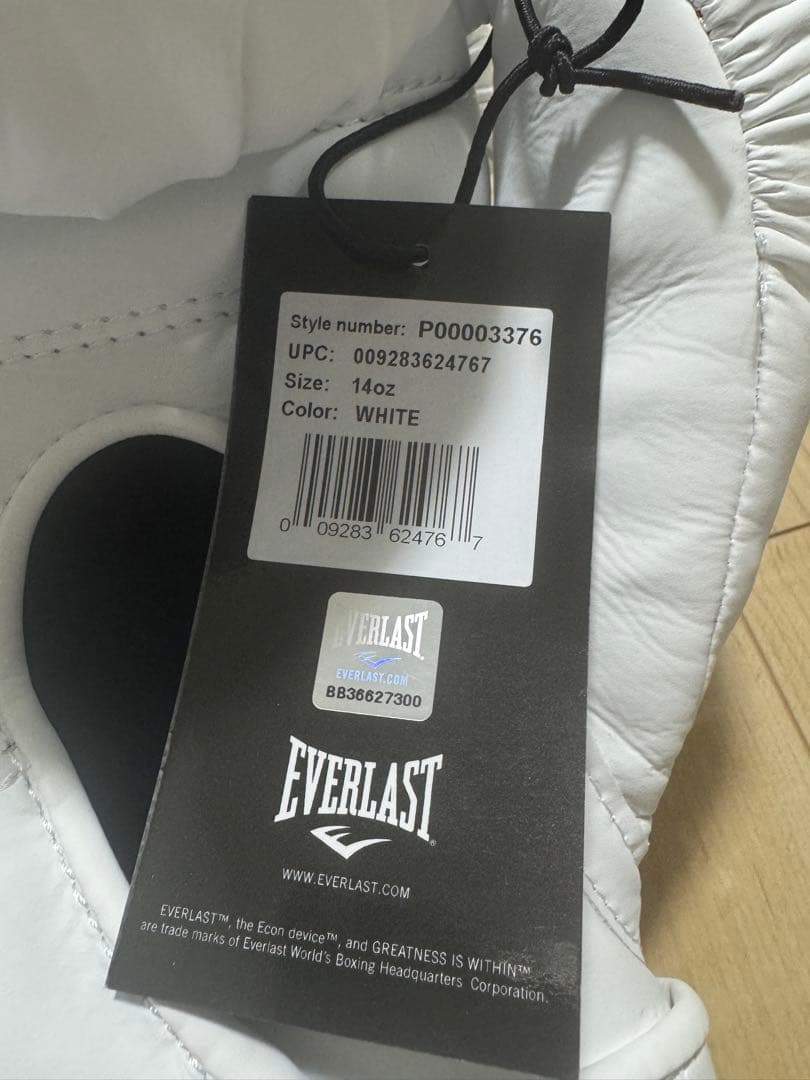 Style number: P00003376
UPC: 009283624767
Size: 14oz
Color: WHITE
0 09283 62476 7
EVERLAST
EVERLAST.COM
BB36627300
EVERLAST®
WWW.EVERLAST.COM
EVERLAST™, the Econ device™, and GREATNESS IS WITHIN™
are trade marks of Everlast World's Boxing Headquarters Corporation.